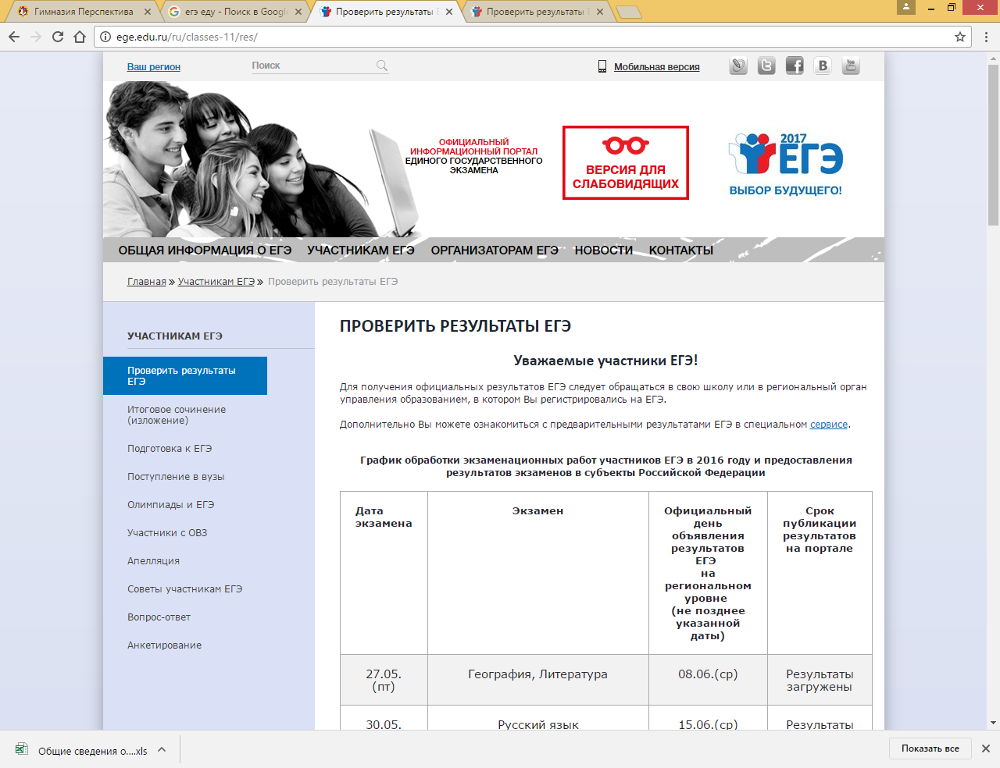 Гимназия Перспектива
егэ еду - Поиск в Google
Проверить результаты Е
Проверить результаты Е
ege.edu.ru/ru/classes-11/res/
Ваш регион
Поиск
Мобильная версия
ОФИЦИАЛЬНЫЙ
ИНФОРМАЦИОННЫЙ ПОРТАЛ
ЕДИНОГО ГОСУДАРСТВЕННОГО
ЭКЗАМЕНА
ВЕРСИЯ ДЛЯ
СЛАБОВИДЯЩИХ
2017
ЕГЭ
ВЫБОР БУДУЩЕГО!
ОБЩАЯ ИНФОРМАЦИЯ О ЕГЭ УЧАСТНИКАМ ЕГЭ ОРГАНИЗАТОРАМ ЕГЭ НОВОСТИ КОНТАКТЫ
Главная » Участникам ЕГЭ » Проверить результаты ЕГЭ
УЧАСТНИКАМ ЕГЭ
Проверить результаты
ЕГЭ
Итоговое сочинение
(изложение)
Подготовка к ЕГЭ
Поступление в вузы
Олимпиады и ЕГЭ
Участники с ОВЗ
Апелляция
Советы участникам ЕГЭ
Вопрос-ответ
Анкетирование
ПРОВЕРИТЬ РЕЗУЛЬТАТЫ ЕГЭ
Уважаемые участники ЕГЭ!
Для получения официальных результатов ЕГЭ следует обращаться в свою школу или в региональный орган
управления образованием, в котором Вы регистрировались на ЕГЭ.
Дополнительно Вы можете ознакомиться с предварительными результатами ЕГЭ в специальном сервисе.
График обработки экзаменационных работ участников ЕГЭ в 2016 году и предоставления
результатов экзаменов в субъекты Российской Федерации
Дата
экзамена
Экзамен
Официальный
день
объявления
результатов
ЕГЭ
на
региональном
уровне
(не позднее
указанной
даты)
Срок
публикации
результатов
на портале
27.05.
(пт)
География, Литература
08.06.(ср)
Результаты
загружены
30.05.
Русский язык
15.06.(ср)
Результаты
Общие сведения о....xls
Показать все